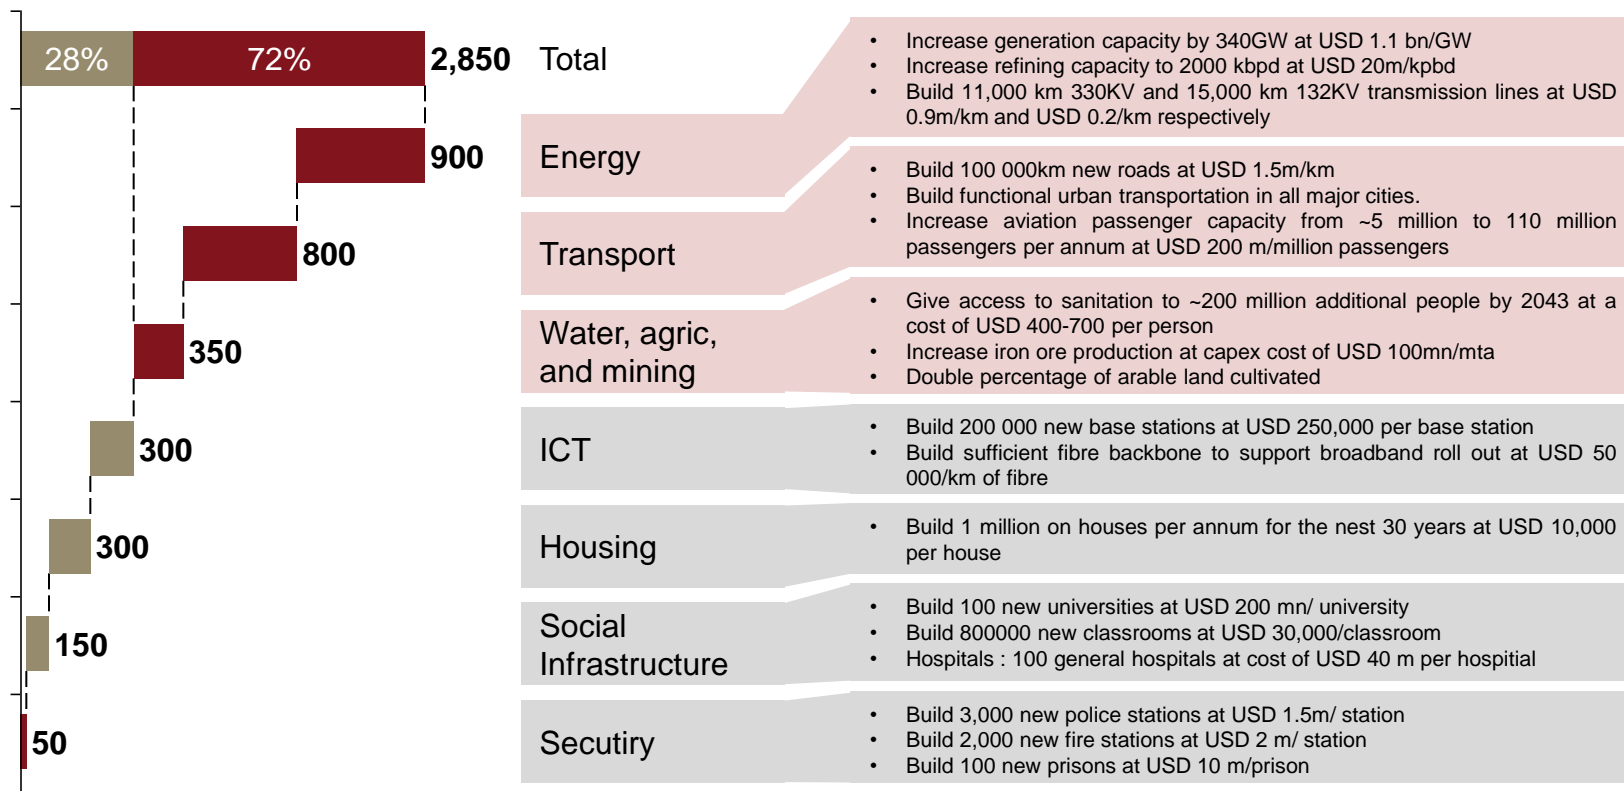 28%
72%
2,850
Total
• Increase generation capacity by 340GW at USD 1.1 bn/GW
• Increase refining capacity to 2000 kbpd at USD 20m/kpbd
• Build 11,000 km 330KV and 15,000 km 132KV transmission lines at USD
0.9m/km and USD 0.2/km respectively
900
Energy
• Build 100 000km new roads at USD 1.5m/km
• Build functional urban transportation in all major cities.
• Increase aviation passenger capacity from ~5 million to 110 million
passengers per annum at USD 200 m/million passengers
800
Transport
• Give access to sanitation to ~200 million additional people by 2043 at a
cost of USD 400-700 per person
• Increase iron ore production at capex cost of USD 100mn/mta
• Double percentage of arable land cultivated
350
Water, agric,
and mining
300
ICT
• Build 200 000 new base stations at USD 250,000 per base station
• Build sufficient fibre backbone to support broadband roll out at USD 50
000/km of fibre
300
Housing
• Build 1 million on houses per annum for the nest 30 years at USD 10,000
per house
150
Social
Infrastructure
• Build 100 new universities at USD 200 mn/ university
• Build 800000 new classrooms at USD 30,000/classroom
• Hospitals : 100 general hospitals at cost of USD 40 m per hospitial
50
Secutiry
• Build 3,000 new police stations at USD 1.5m/ station
• Build 2,000 new fire stations at USD 2 m/ station
• Build 100 new prisons at USD 10 m/prison